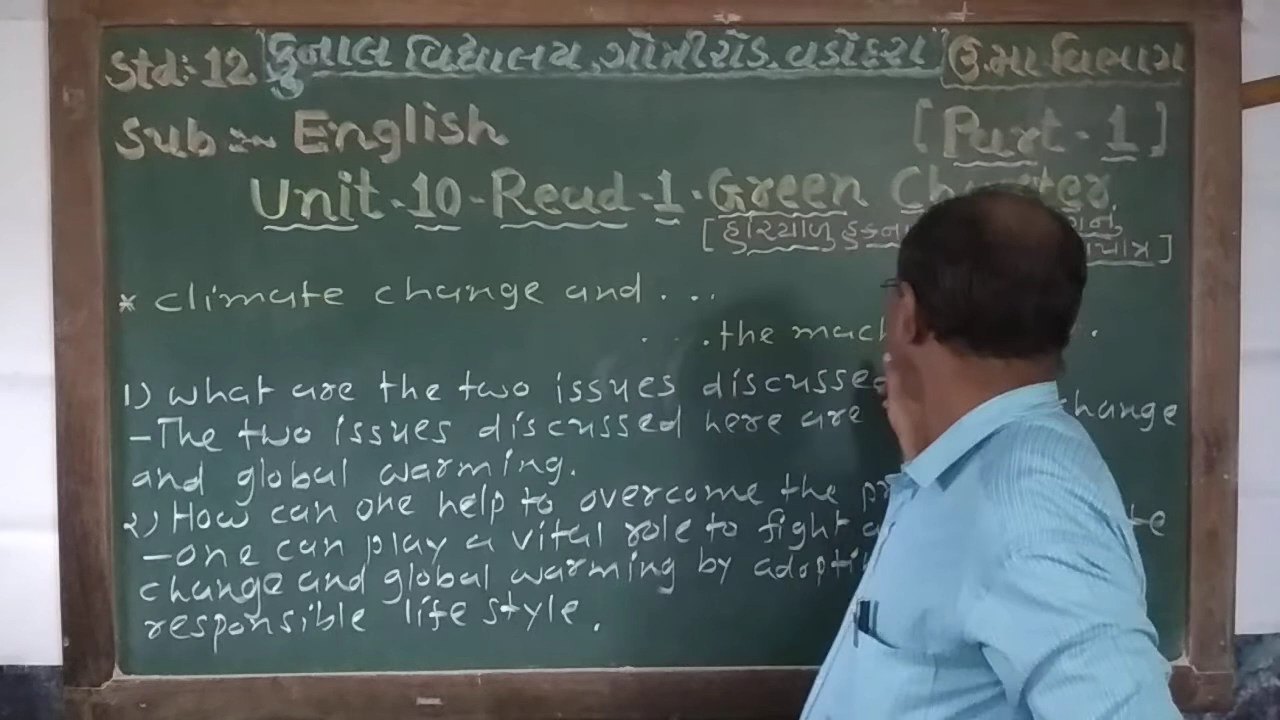 Std:- 12 કુનાલ વિદ્યાલય, ગોત્રીરોડ, વડોદરા ઉ.મા વિભાગ
Sub :- English [Part - 1]
Unit - 10 - Read - 1 - Green
[હરિયાળુ
* climate change and ...
....the
1) what are the two issues discussed
-The two issues discussed here are change
and global warming.
2) How can one help to overcome the
-one can play a vital role to fight
change and global warming by
responsible life style.